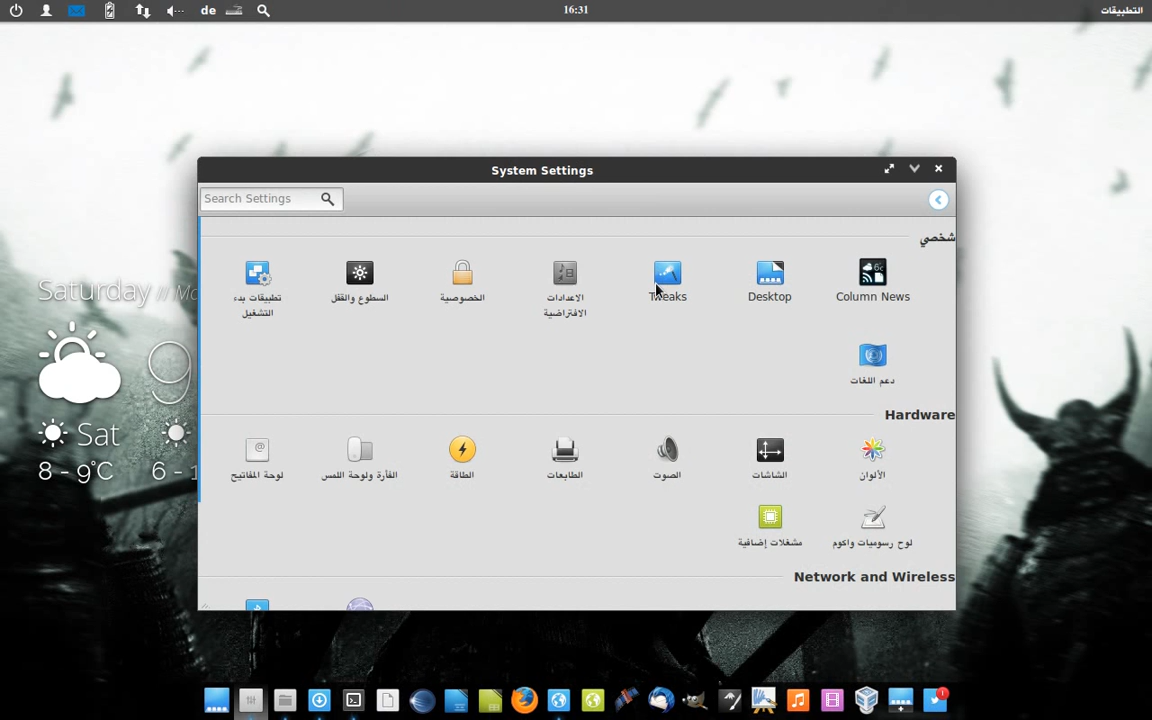 de
16:31
التطبيقات
System Settings
Search Settings
شخصي
Column News
Desktop
Tweaks
الاعدادات
الافتراضية
الخصوصية
السطوع والقفل
تطبيقات بدء
التشغيل
دعم اللغات
Hardware
الألوان
الشاشات
الصوت
الطابعات
الطاقة
الفأرة ولوحة اللمس
لوحة المفاتيح
لوح رسوميات واكوم
مشغلات إضافية
Network and Wireless
Saturday //
Sat
8 - 9°C